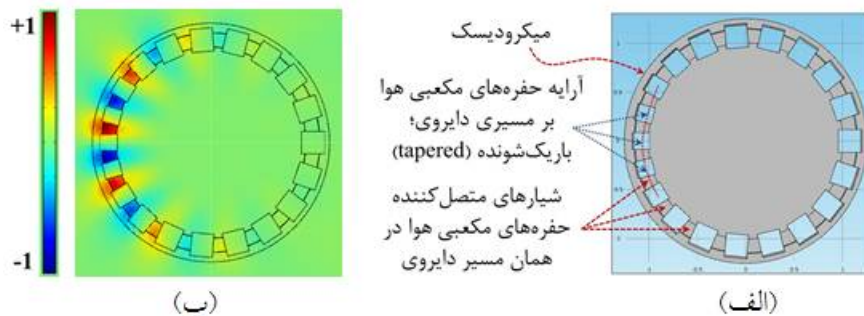 +1
-1
(ب)
میکرودیسک
آرایه حفره‌های مکعبی هوا
بر مسیری دایروی؛
باریک‌شونده (tapered)
شیارهای متصل‌کننده
حفره‌های مکعبی هوا در
همان مسیر دایروی
(الف)